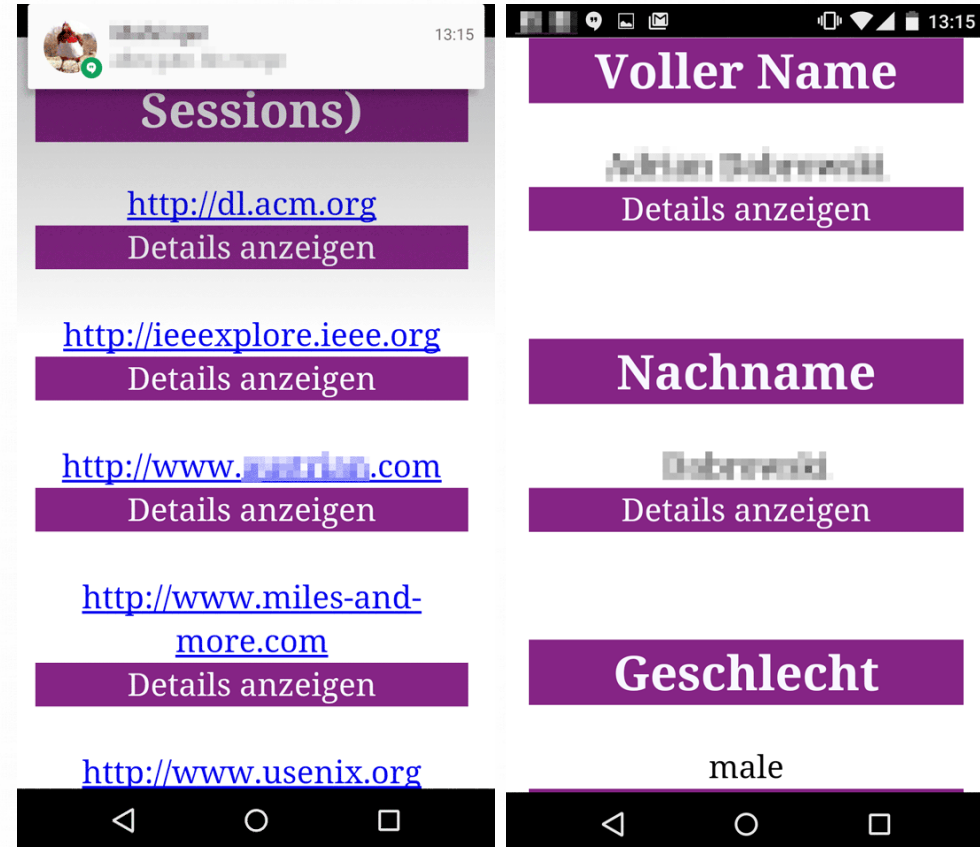 13:15
Sessions)
http://dl.acm.org
Details anzeigen
http://ieeexplore.ieee.org
Details anzeigen
http://www. .com
Details anzeigen
http://www.miles-and-
more.com
Details anzeigen
http://www.usenix.org
13:15
Voller Name
Details anzeigen
Nachname
Details anzeigen
Geschlecht
male